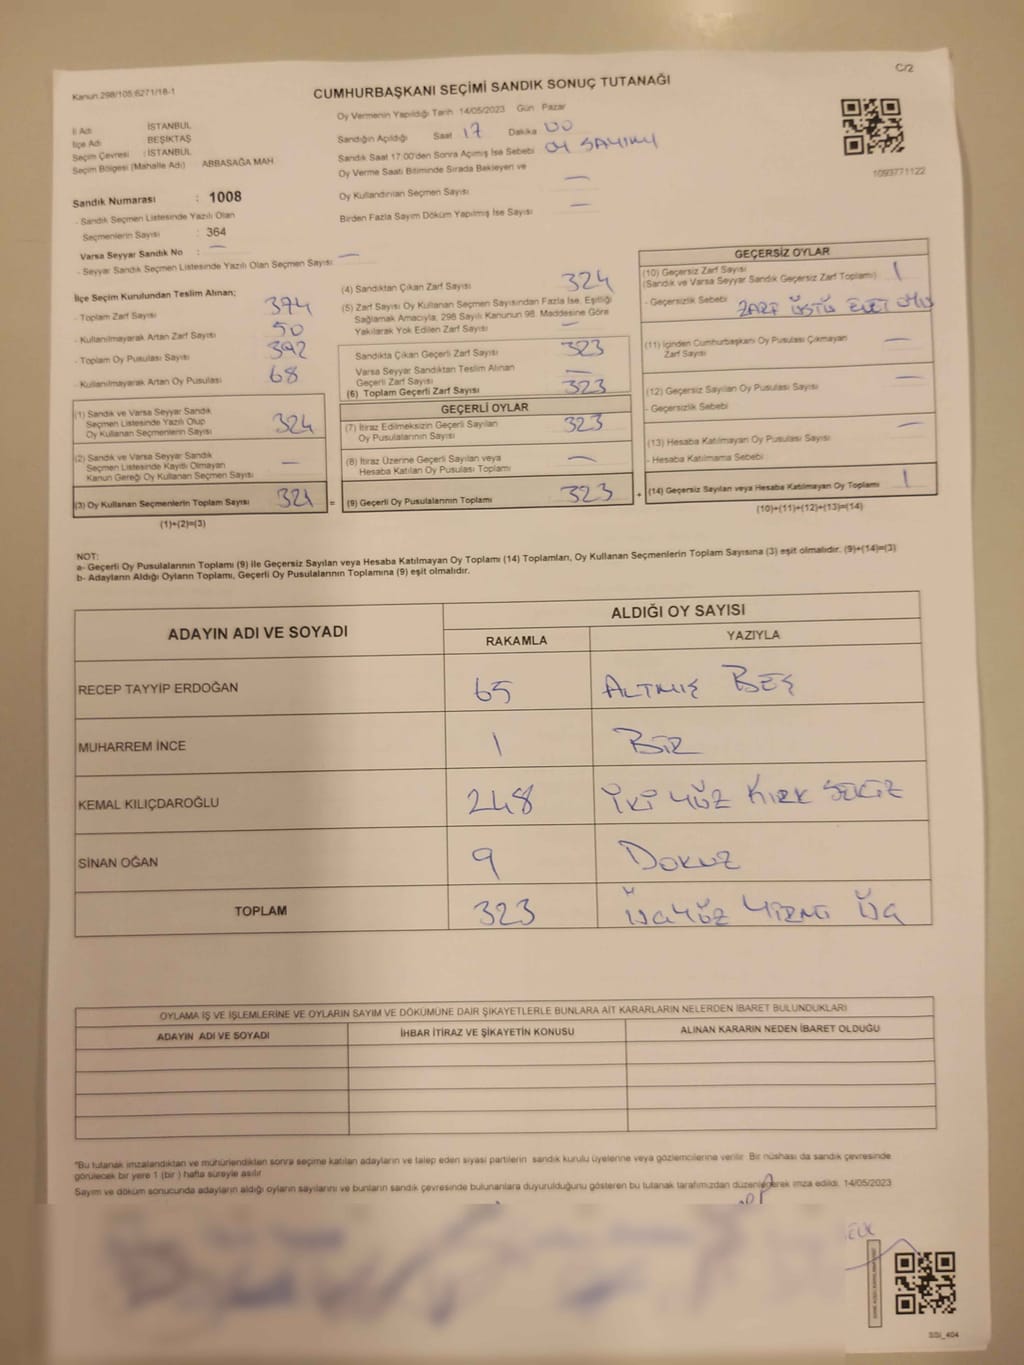 C/2
Kanun:298/105;6271/18-1
CUMHURBAŞKANI SEÇİMİ SANDIK SONUÇ TUTANAĞI
İl Adı : İSTANBUL
İlçe Adı : BEŞİKTAŞ
Seçim Çevresi : İSTANBUL
Seçim Bölgesi (Mahalle Adı) : ABBASAĞA MAH.
Sandık Numarası : 1008
- Sandık Seçmen Listesinde Yazılı Olan
Seçmenlerin Sayısı : 364
Varsa Seyyar Sandık No : —
- Seyyar Sandık Seçmen Listesinde Yazılı Olan Seçmen Sayısı: —
Oy Vermenin Yapıldığı Tarih 14/05/2023 Gün Pazar
Sandığın Açıldığı Saat 17 Dakika 00
Sandık Saat 17:00'den Sonra Açılmış İse Sebebi OY SAYIMI
Oy Verme Saati Bitiminde Sırada Bekleyen ve
Oy Kullandırılan Seçmen Sayısı —
Birden Fazla Sayım Döküm Yapılmış İse Sayısı —
1093771122
İlçe Seçim Kurulundan Teslim Alınan;
- Toplam Zarf Sayısı 374
- Kullanılmayarak Artan Zarf Sayısı 50
- Toplam Oy Pusulası Sayısı 392
- Kullanılmayarak Artan Oy Pusulası 68
(1) Sandık ve Varsa Seyyar Sandık
Seçmen Listesinde Yazılı Olup
Oy Kullanan Seçmenlerin Sayısı 324
(2) Sandık ve Varsa Seyyar Sandık
Seçmen Listesinde Kayıtlı Olmayan
Kanun Gereği Oy Kullanan Seçmen Sayısı —
(3) Oy Kullanan Seçmenlerin Toplam Sayısı 324 =
(1)+(2)=(3)
(4) Sandıktan Çıkan Zarf Sayısı 324
(5) Zarf Sayısı Oy Kullanan Seçmen Sayısından Fazla İse, Eşitliği
Sağlamak Amacıyla, 298 Sayılı Kanunun 98. Maddesine Göre
Yakılarak Yok Edilen Zarf Sayısı —
Sandıkta Çıkan Geçerli Zarf Sayısı 323
Varsa Seyyar Sandıktan Teslim Alınan
Geçerli Zarf Sayısı —
(6) Toplam Geçerli Zarf Sayısı 323
GEÇERLİ OYLAR
(7) İtiraz Edilmeksizin Geçerli Sayılan
Oy Pusulalarının Sayısı 323
(8) İtiraz Üzerine Geçerli Sayılan veya
Hesaba Katılan Oy Pusulası Toplamı —
(9) Geçerli Oy Pusulalarının Toplamı 323 +
GEÇERSİZ OYLAR
(10) Geçersiz Zarf Sayısı
(Sandık ve Varsa Seyyar Sandık Geçersiz Zarf Toplamı) 1
- Geçersizlik Sebebi ZARF ÜSTÜ EVET
(11) İçinden Cumhurbaşkanı Oy Pusulası Çıkmayan
Zarf Sayısı —
(12) Geçersiz Sayılan Oy Pusulası Sayısı —
- Geçersizlik Sebebi
(13) Hesaba Katılmayan Oy Pusulası Sayısı —
- Hesaba Katılmama Sebebi
(14) Geçersiz Sayılan veya Hesaba Katılmayan Oy Toplamı 1
(10)+(11)+(12)+(13)=(14)
NOT:
a- Geçerli Oy Pusulalarının Toplamı (9) ile Geçersiz Sayılan veya Hesaba Katılmayan Oy Toplamı (14) Toplamları, Oy Kullanan Seçmenlerin Toplam Sayısına (3) eşit olmalıdır. (9)+(14)=(3)
b- Adayların Aldığı Oyların Toplamı, Geçerli Oy Pusulalarının Toplamına (9) eşit olmalıdır.
ADAYIN ADI VE SOYADI ALDIĞI OY SAYISI
RAKAMLA YAZIYLA
RECEP TAYYİP ERDOĞAN 65 ALTMIŞ BEŞ
MUHARREM İNCE 1 BİR
KEMAL KILIÇDAROĞLU 248 İKİ YÜZ KIRK SEKİZ
SİNAN OĞAN 9 DOKUZ
TOPLAM 323 ÜÇ YÜZ YİRMİ ÜÇ
OYLAMA İŞ VE İŞLEMLERİNE VE OYLARIN SAYIM VE DÖKÜMÜNE DAİR ŞİKAYETLERLE BUNLARA AİT KARARLARIN NELERDEN İBARET BULUNDUKLARI
ADAYIN ADI VE SOYADI İHBAR İTİRAZ VE ŞİKAYETİN KONUSU ALINAN KARARIN NEDEN İBARET OLDUĞU
"Bu tutanak imzalandıktan ve mühürlendikten sonra seçime katılan adayların ve talep eden siyasi partilerin sandık kurulu üyelerine veya gözlemcilerine verilir. Bir nüshası da sandık çevresinde
görülecek bir yere 1 (bir) hafta süreyle asılır.
Sayım ve döküm sonucunda adayların aldığı oyların sayılarını ve bunların sandık çevresinde bulunanlara duyurulduğunu gösteren bu tutanak tarafımızdan düzenlenerek imza edildi. 14/05/2023
SSI_404